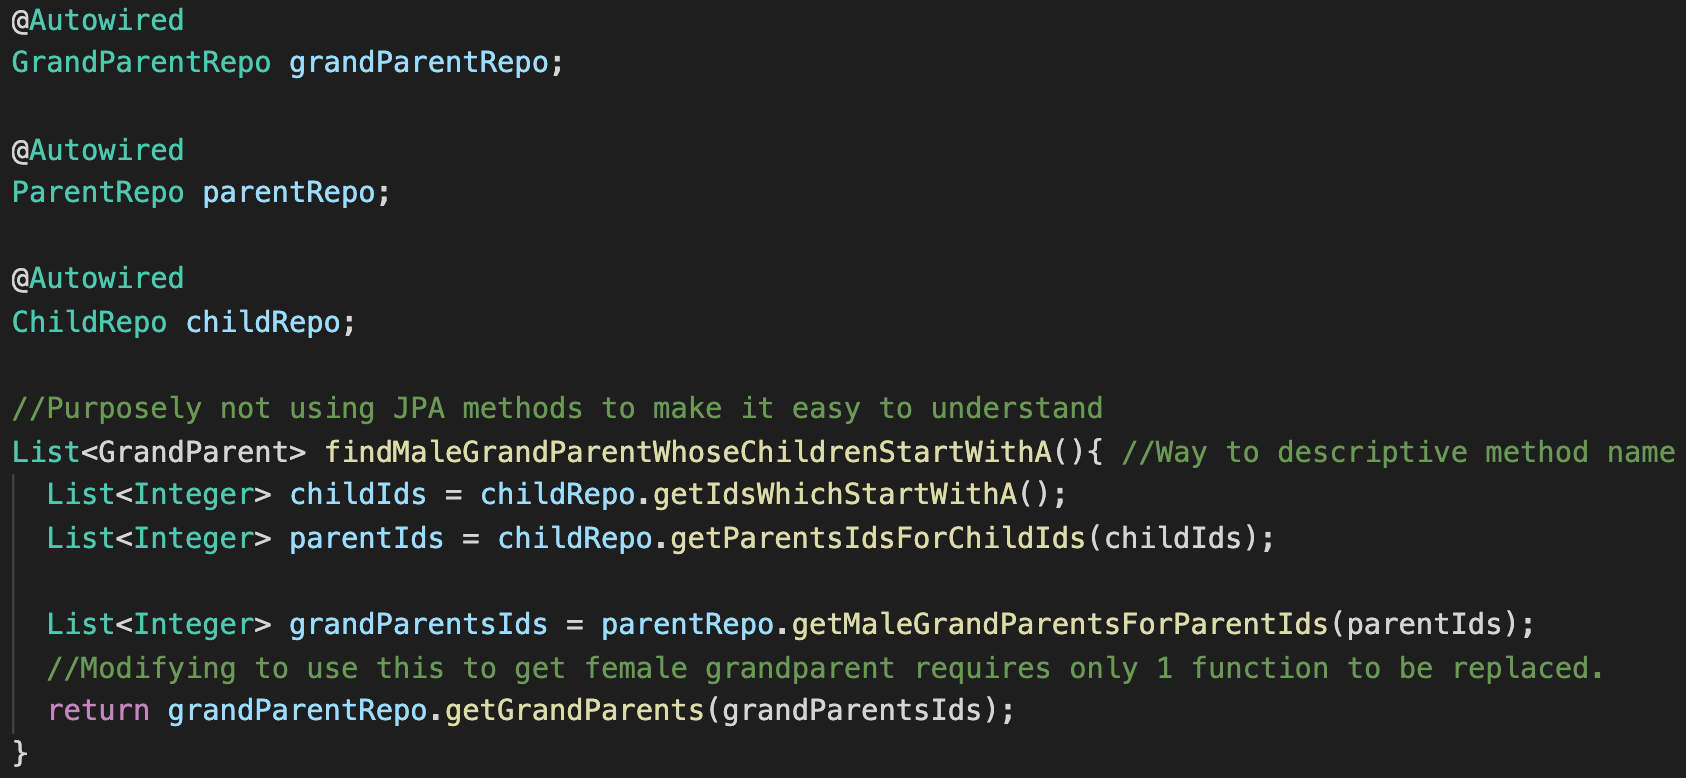 @Autowired
GrandParentRepo grandParentRepo;
@Autowired
ParentRepo parentRepo;
@Autowired
ChildRepo childRepo;
//Purposely not using JPA methods to make it easy to understand
List<GrandParent> findMaleGrandParentWhoseChildrenStartWithA(){ //Way to descriptive method name
List<Integer> childIds = childRepo.getIdsWhichStartWithA();
List<Integer> parentIds = childRepo.getParentsIdsForChildIds(childIds);
List<Integer> grandParentsIds = parentRepo.getMaleGrandParentsForParentIds(parentIds);
//Modifying to use this to get female grandparent requires only 1 function to be replaced.
return grandParentRepo.getGrandParents(grandParentsIds);
}